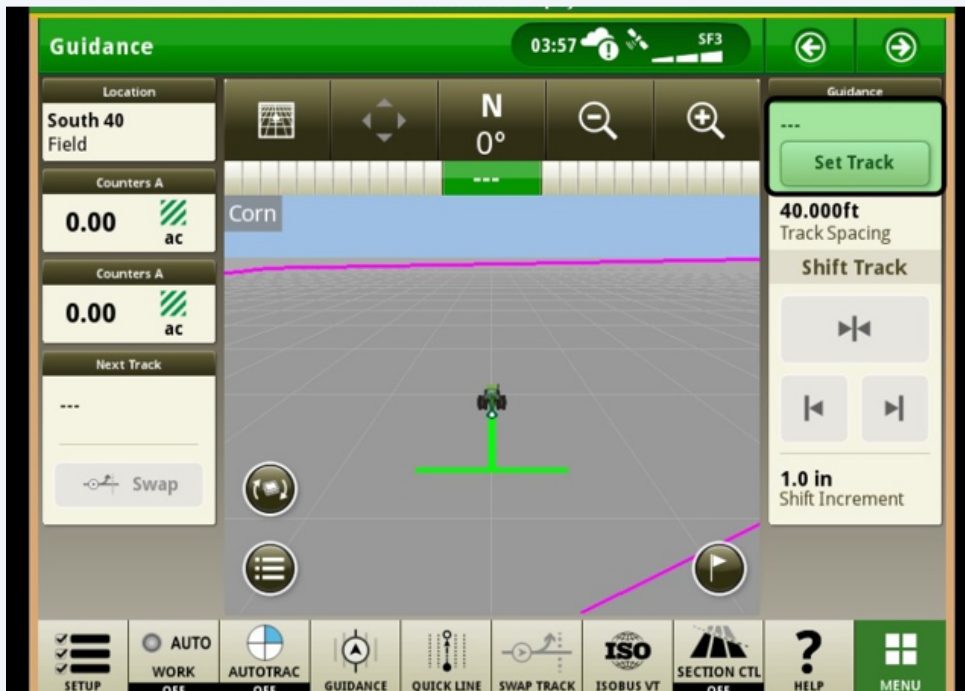 Guidance
03:57
SF3
Location
South 40
Field
Counters A
0.00
ac
Counters A
0.00
ac
Next Track
---
Swap
N
0°
---
Corn
Guidance
---
Set Track
40.000ft
Track Spacing
Shift Track
1.0 in
Shift Increment
SETUP
AUTO
WORK
OFF
AUTOTRAC
OFF
GUIDANCE
QUICK LINE
SWAP TRACK
ISO
ISOBUS VT
SECTION CTL
OFF
?
HELP
MENU